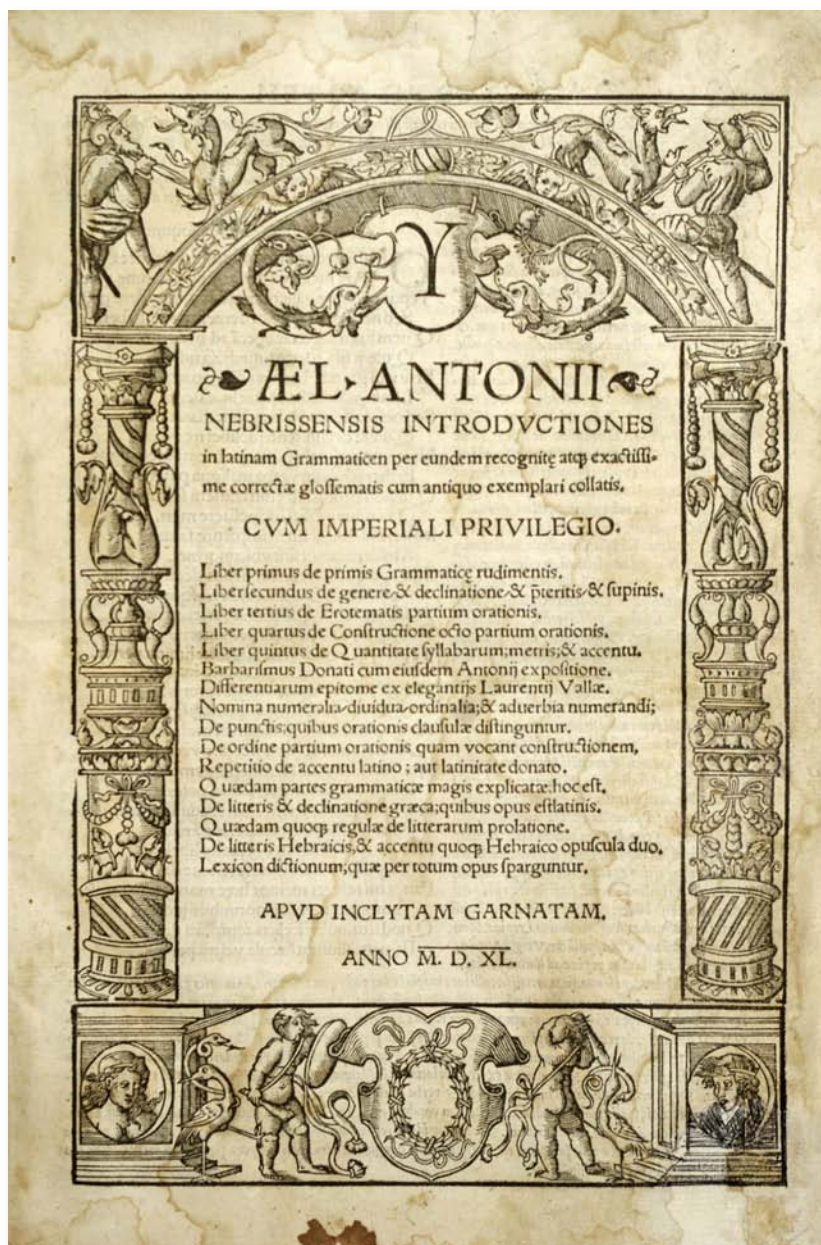 Y
ÆL· ANTONII
NEBRISSENSIS INTRODVCTIONES
in latinam Grammaticen per eundem recognitę atq̃ exactiſſi-
me correctæ gloſſematis cum antiquo exemplari collatis.
CVM IMPERIALI PRIVILEGIO.
Liber primus de primis Grammaticę rudimentis.
Liber ſecundus de genere⸝& declinatione⸝& p̃teritis⸝& ſupinis.
Liber tertius de Erotematis partium orationis.
Liber quartus de Conſtructione octo partium orationis.
Liber quintus de Quantitate ſyllabarum; metris; & accentu.
Barbariſmus Donati cum eiuſdem Antonij expoſitione.
Differentiarum epitome ex elegantijs Laurentij Vallæ.
Nomina numeralia⸝diuidua⸝ordinalia; & aduerbia numerandi;
De punctis; quibus orationis clauſulæ diſtinguntur.
De ordine partium orationis quam vocant conſtructionem.
Repetitio de accentu latino; aut latinitate donato.
Quædam partes grammaticæ magis explicatæ. hoc eſt.
De litteris & declinatione græca; quibus opus eſt latinis.
Quædam quoq̃ regulæ de litterarum prolatione.
De litteris Hebraicis, & accentu quoq̃ Hebraico opuſcula duo.
Lexicon dictionum; quæ per totum opus ſparguntur.
APVD INCLYTAM GARNATAM.
ANNO M. D. XL.